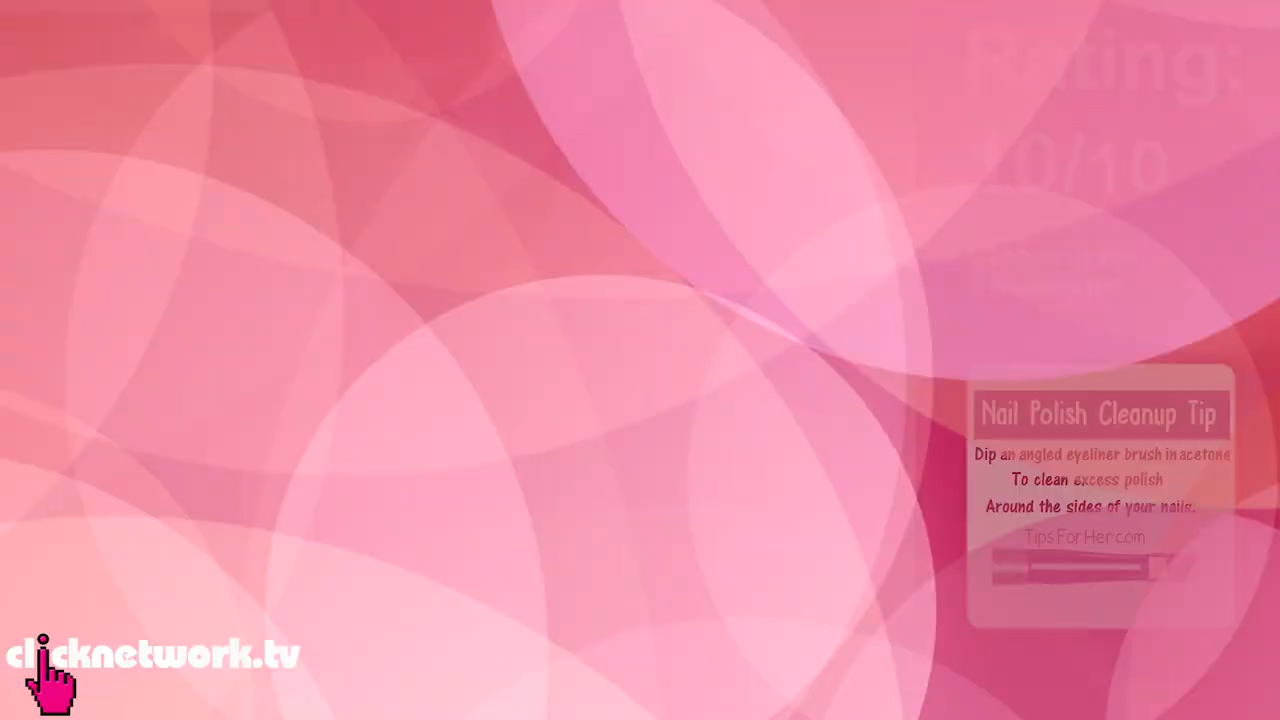 Rating:
10/10
Nail Polish Cleanup Tip
Dip an angled eyeliner brush in acetone
To clean excess polish
Around the sides of your nails.
TipsForHer.com
clicknetwork.tv